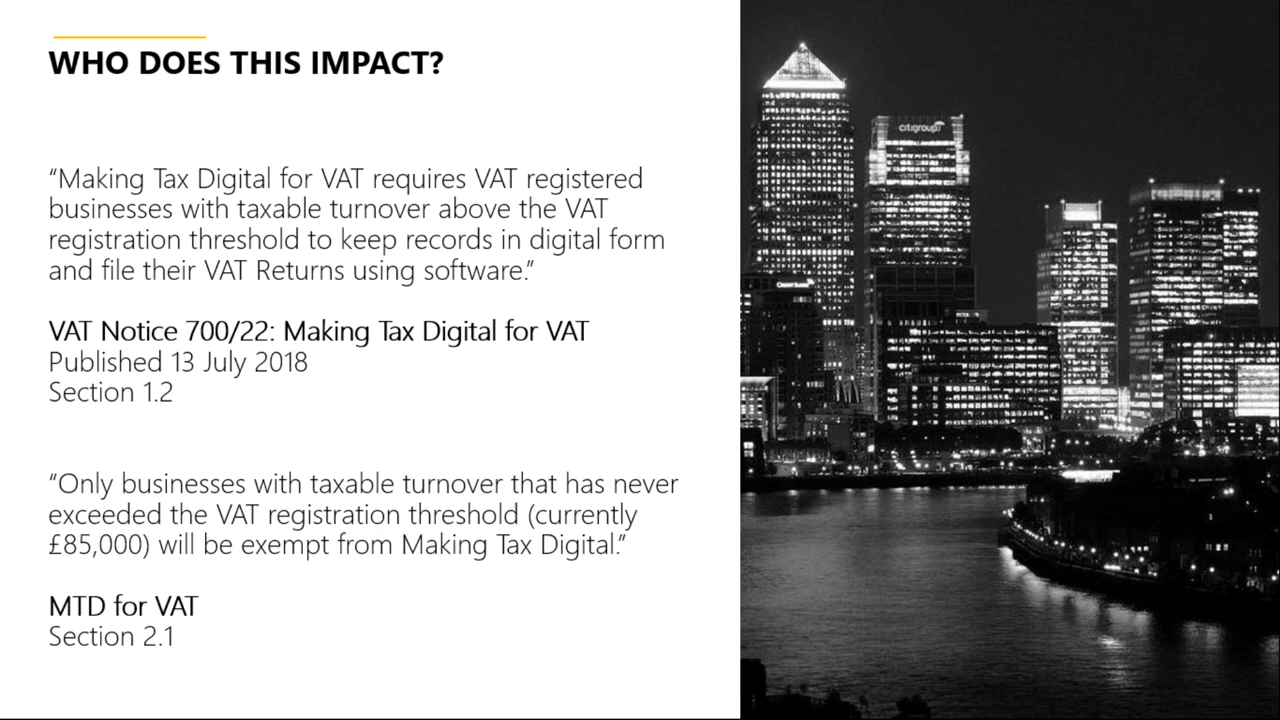 WHO DOES THIS IMPACT?
“Making Tax Digital for VAT requires VAT registered
businesses with taxable turnover above the VAT
registration threshold to keep records in digital form
and file their VAT Returns using software.”
VAT Notice 700/22: Making Tax Digital for VAT
Published 13 July 2018
Section 1.2
“Only businesses with taxable turnover that has never
exceeded the VAT registration threshold (currently
£85,000) will be exempt from Making Tax Digital.”
MTD for VAT
Section 2.1
citigroup